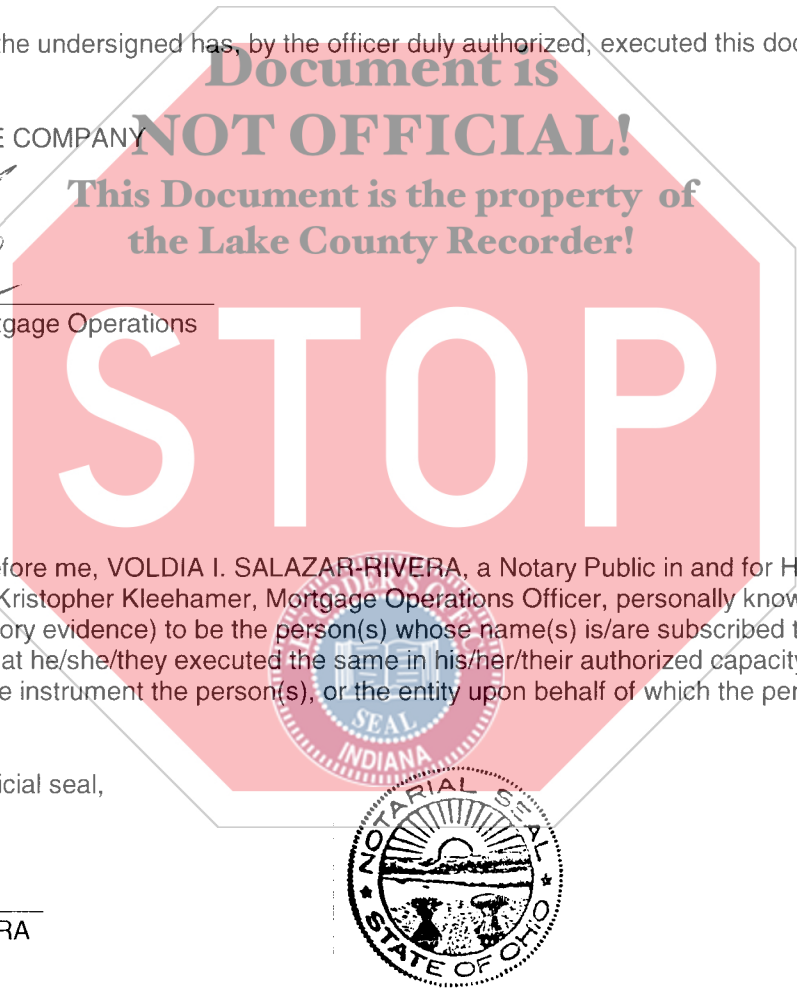 the undersigned has, by the officer duly authorized, executed this doc
Document is
E COMPANY
NOT OFFICIAL!
This Document is the property of
the Lake County Recorder!
tgage Operations
STOP
efore me, VOLDIA I. SALAZAR-RIVERA, a Notary Public in and for H
Kristopher Kleehamer, Mortgage Operations Officer, personally know
ory evidence) to be the person(s) whose name(s) is/are subscribed t
at he/she/they executed the same in his/her/their authorized capacity
e instrument the person(s), or the entity upon behalf of which the per
RECORDER'S OFFICE
SEAL
INDIANA
icial seal,
NOTARIAL SEAL
STATE OF OHIO
RA